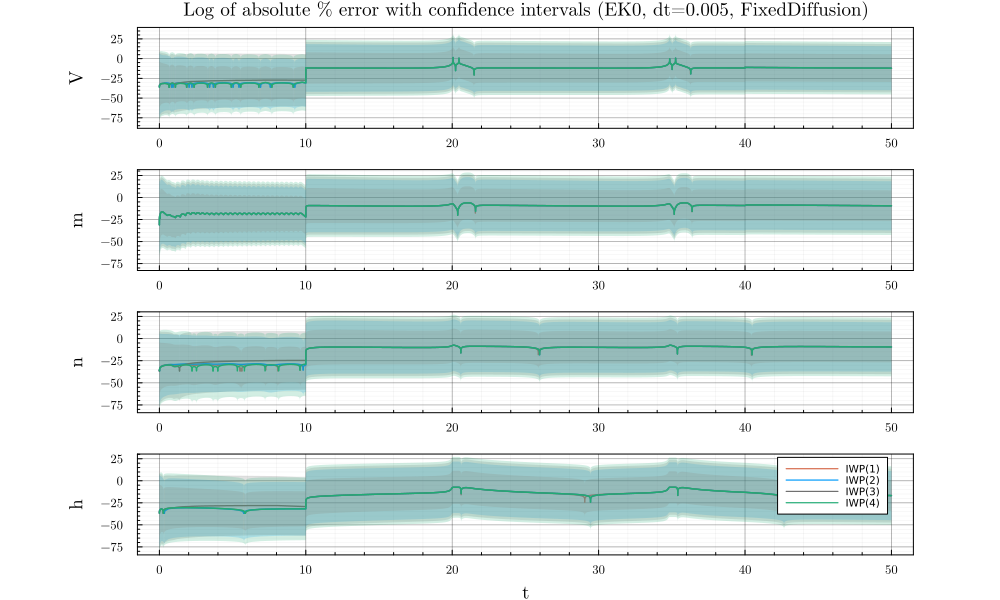 Log of absolute % error with confidence intervals (EK0, dt=0.005, FixedDiffusion)
V
25
0
−25
−50
−75
0 10 20 30 40 50
m
25
0
−25
−50
−75
0 10 20 30 40 50
n
25
0
−25
−50
−75
0 10 20 30 40 50
h
25
0
−25
−50
−75
IWP(1)
IWP(2)
IWP(3)
IWP(4)
0 10 20 30 40 50
t